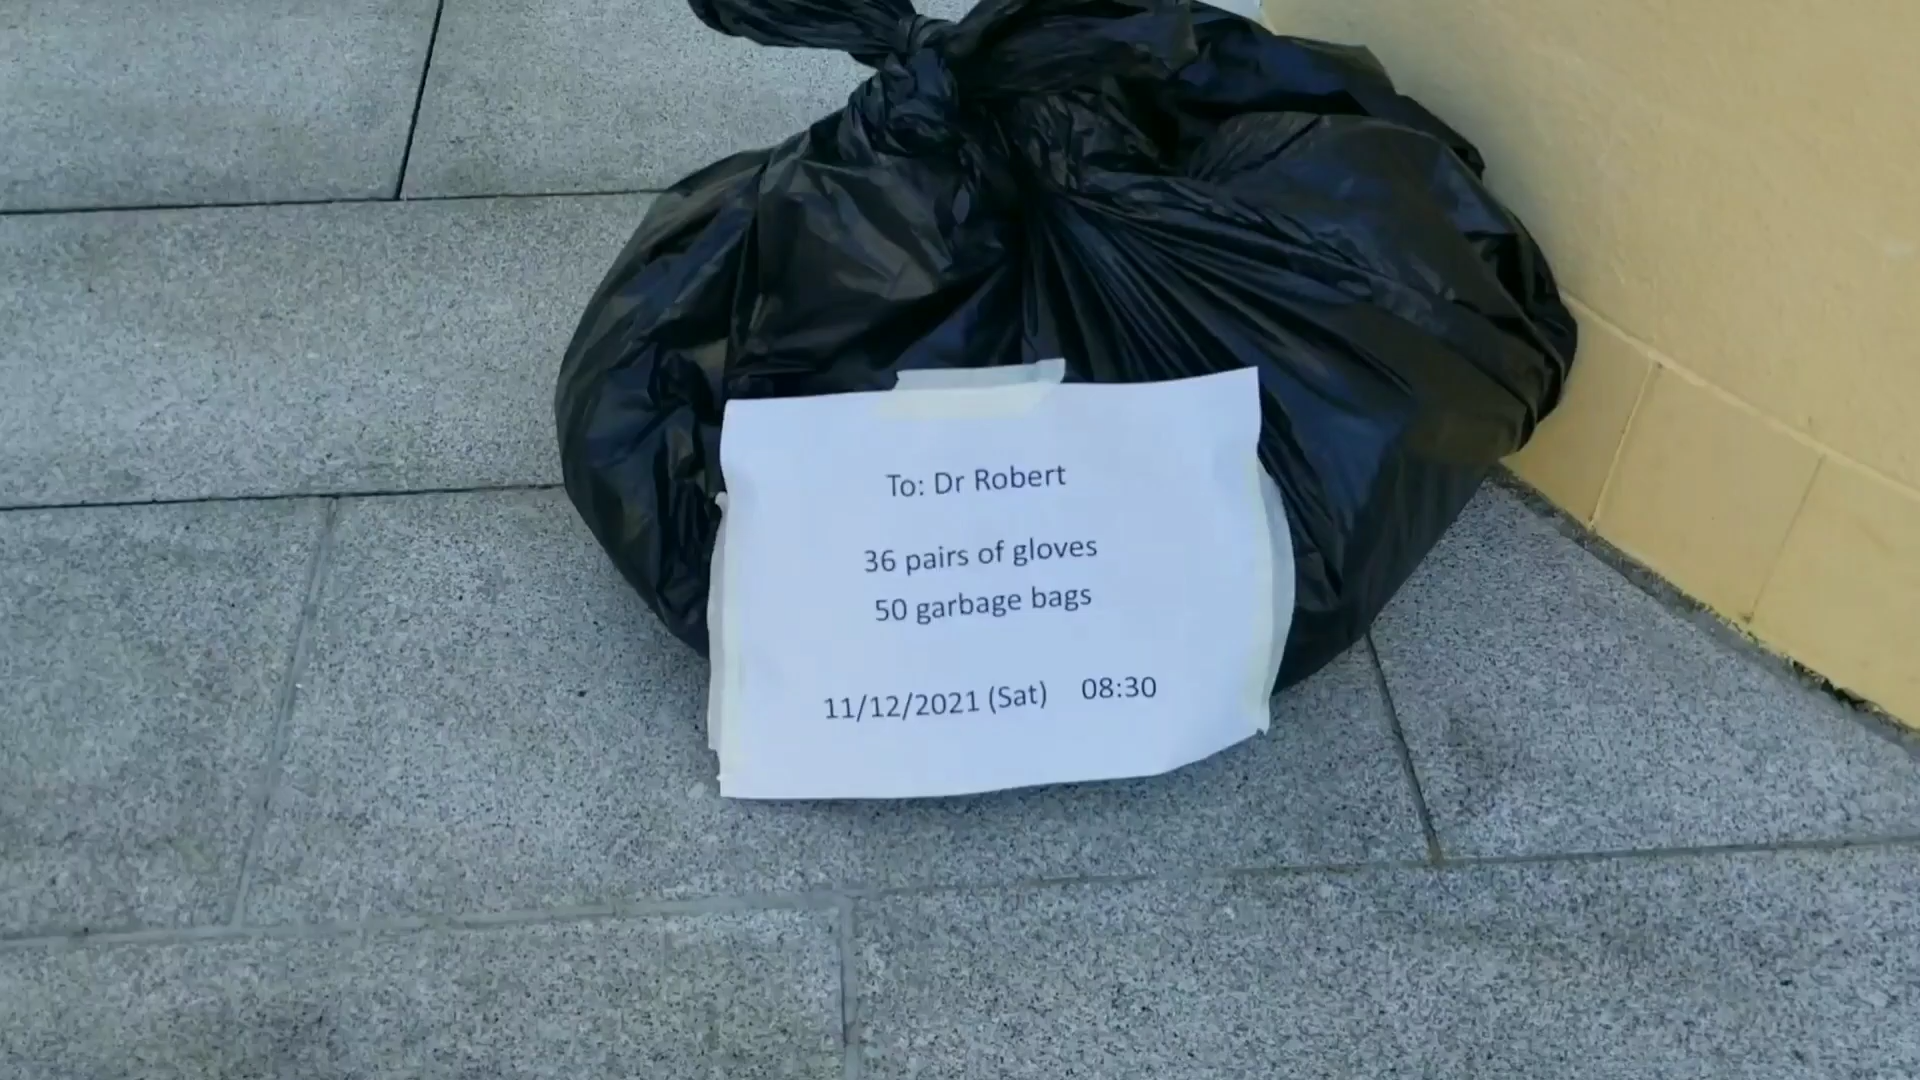 To: Dr Robert
36 pairs of gloves
50 garbage bags
11/12/2021 (Sat) 08:30